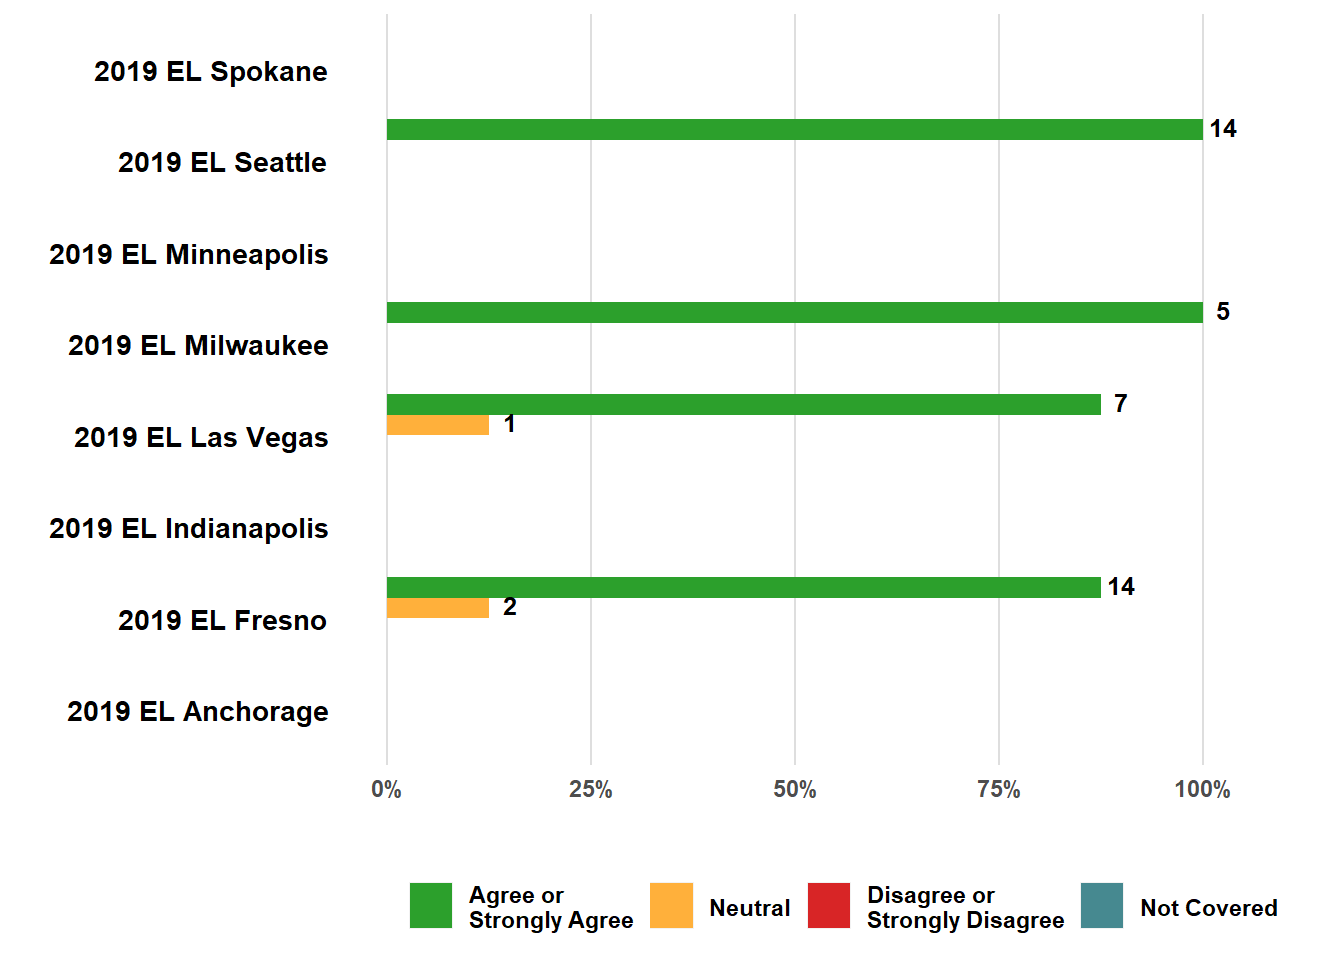 2019 EL Spokane
14
2019 EL Seattle
2019 EL Minneapolis
5
2019 EL Milwaukee
7
1
2019 EL Las Vegas
2019 EL Indianapolis
14
2
2019 EL Fresno
2019 EL Anchorage
0% 25% 50% 75% 100%
Agree or
Strongly Agree
Neutral
Disagree or
Strongly Disagree
Not Covered